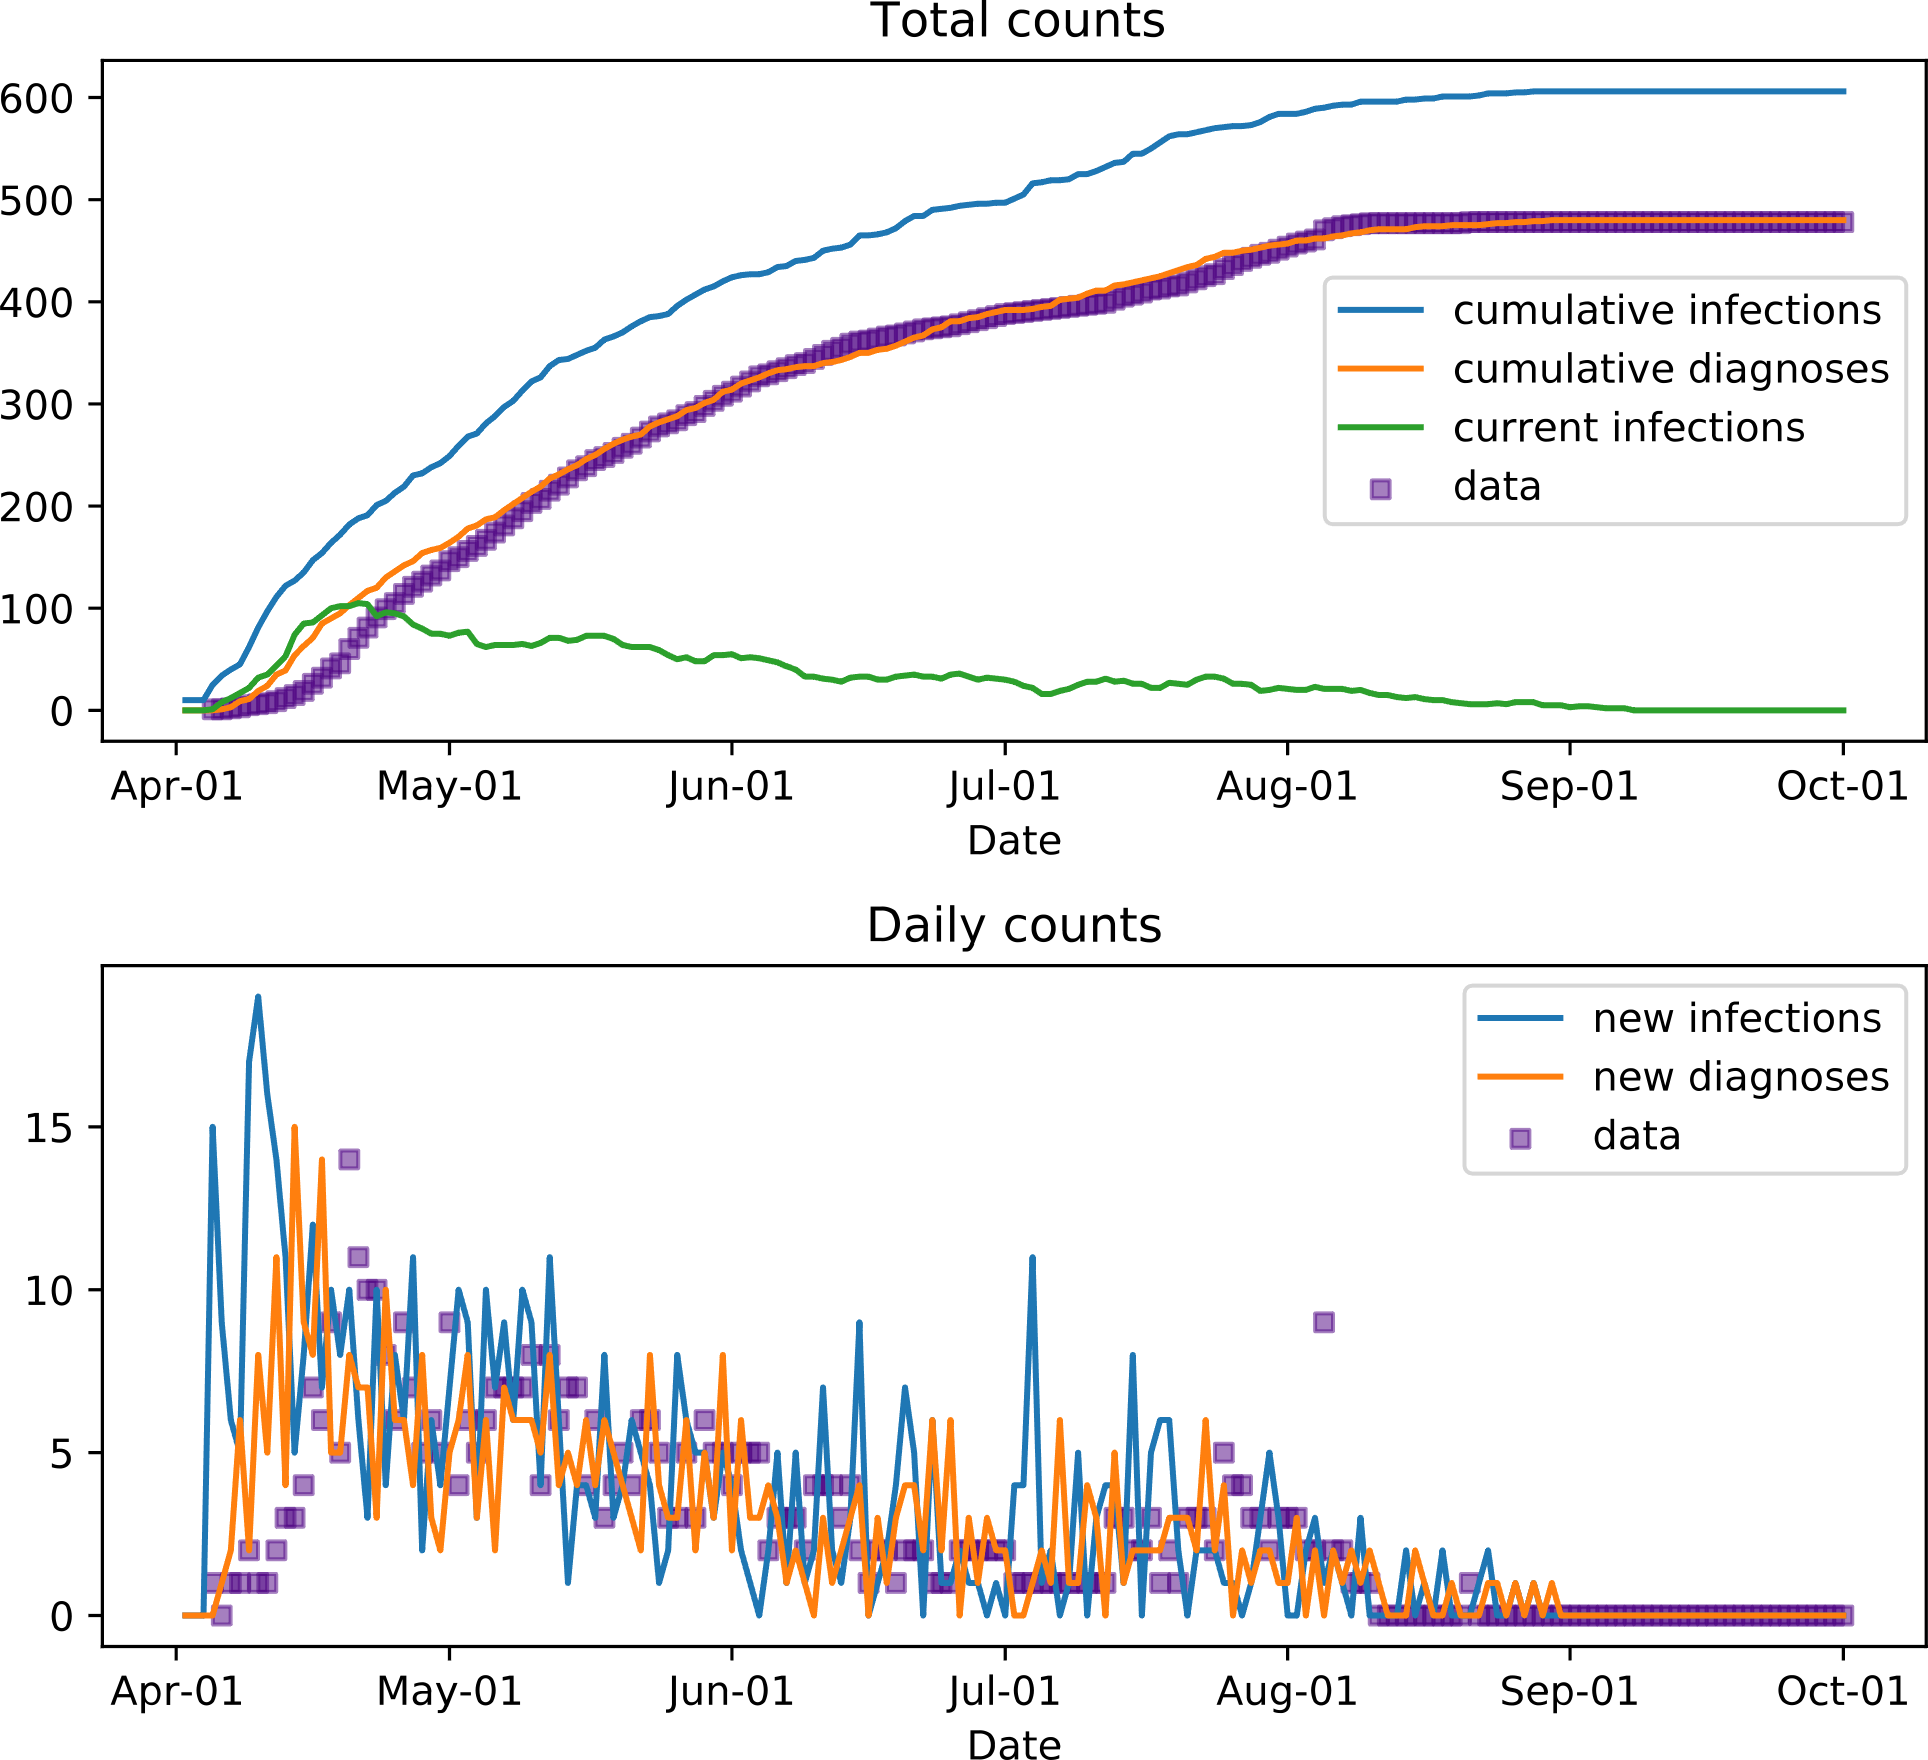 Total counts
600
500
400
300
200
100
0
cumulative infections
cumulative diagnoses
current infections
data
Apr-01 May-01 Jun-01 Jul-01 Aug-01 Sep-01 Oct-01
Date
Daily counts
15
10
5
0
new infections
new diagnoses
data
Apr-01 May-01 Jun-01 Jul-01 Aug-01 Sep-01 Oct-01
Date